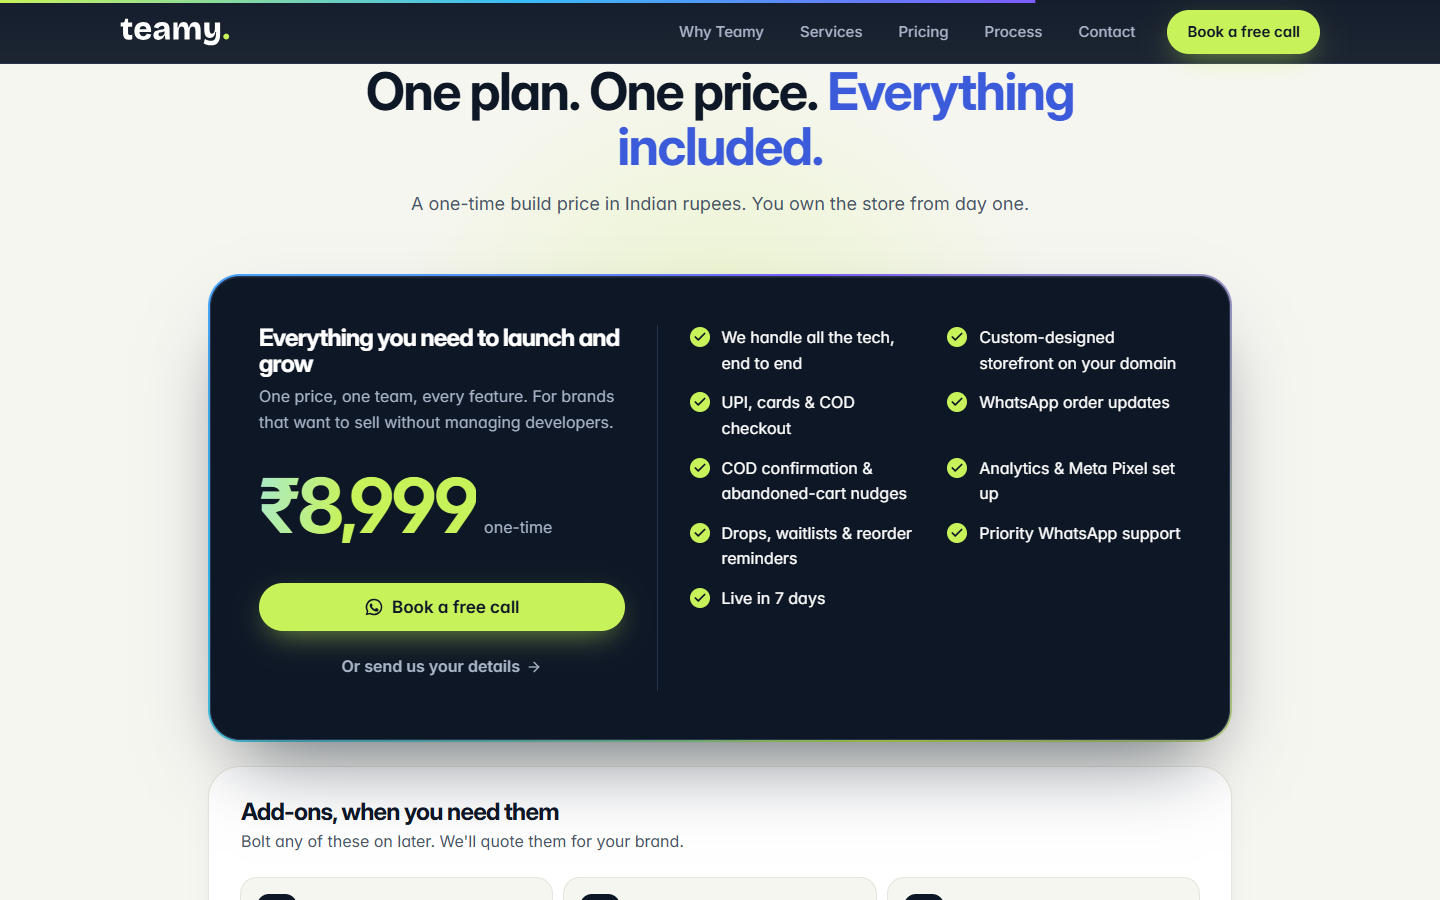 teamy.
Why Teamy
Services
Pricing
Process
Contact
Book a free call
One plan. One price. Everything
included.
A one-time build price in Indian rupees. You own the store from day one.
Everything you need to launch and
grow
One price, one team, every feature. For brands
that want to sell without managing developers.
₹8,999 one-time
Book a free call
Or send us your details →
We handle all the tech,
end to end
Custom-designed
storefront on your domain
UPI, cards & COD
checkout
WhatsApp order updates
COD confirmation &
abandoned-cart nudges
Analytics & Meta Pixel set
up
Drops, waitlists & reorder
reminders
Priority WhatsApp support
Live in 7 days
Add-ons, when you need them
Bolt any of these on later. We'll quote them for your brand.